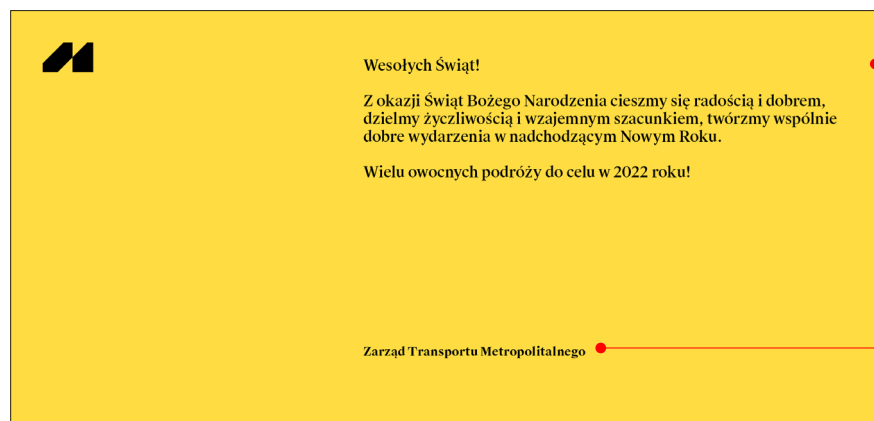 Wesołych Świąt!
Z okazji Świąt Bożego Narodzenia cieszmy się radością i dobrem,
dzielmy życzliwością i wzajemnym szacunkiem, twórzmy wspólnie
dobre wydarzenia w nadchodzącym Nowym Roku.
Wielu owocnych podróży do celu w 2022 roku!
Zarząd Transportu Metropolitalnego